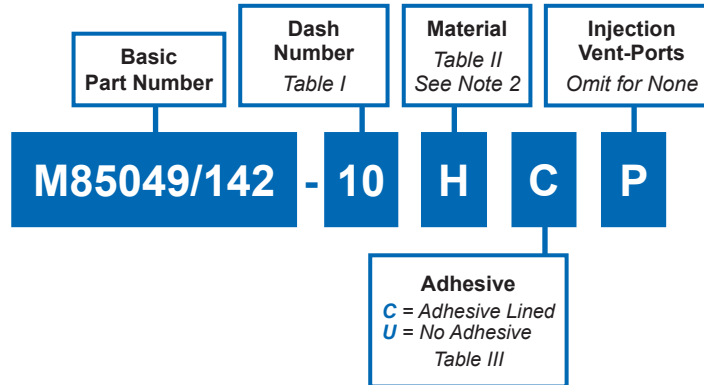 Basic
Part Number
Dash
Number
Table I
Material
Table II
See Note 2
Injection
Vent-Ports
Omit for None
M85049/142 - 10 H C P
Adhesive
C = Adhesive Lined
U = No Adhesive
Table III